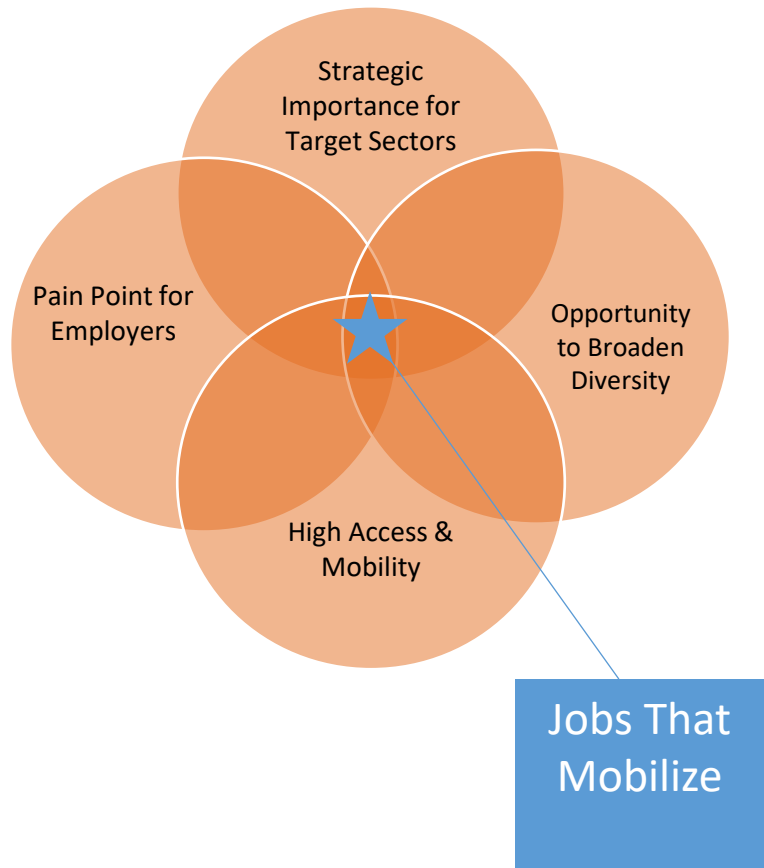 Strategic
Importance for
Target Sectors
Pain Point for
Employers
Opportunity
to Broaden
Diversity
High Access &
Mobility
Jobs That
Mobilize